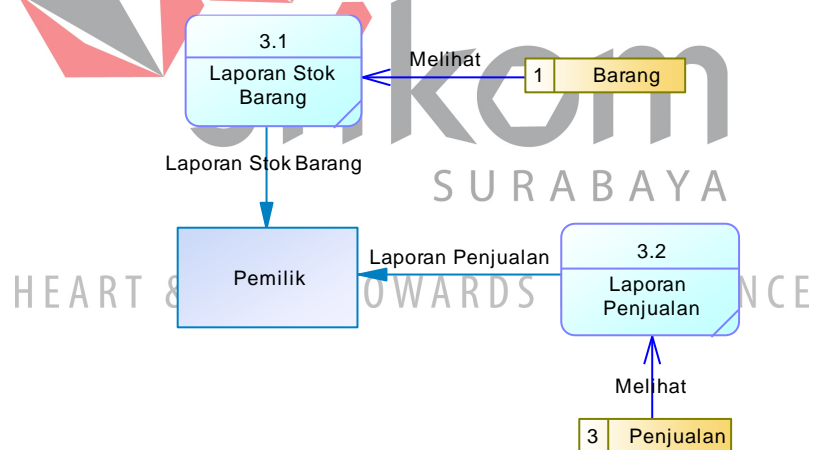 3.1
Laporan Stok
Barang
Melihat
1 Barang
Laporan Stok Barang
SURABAYA
Pemilik
Laporan Penjualan
3.2
Laporan
Penjualan
HEART &
Melihat
3 Penjualan